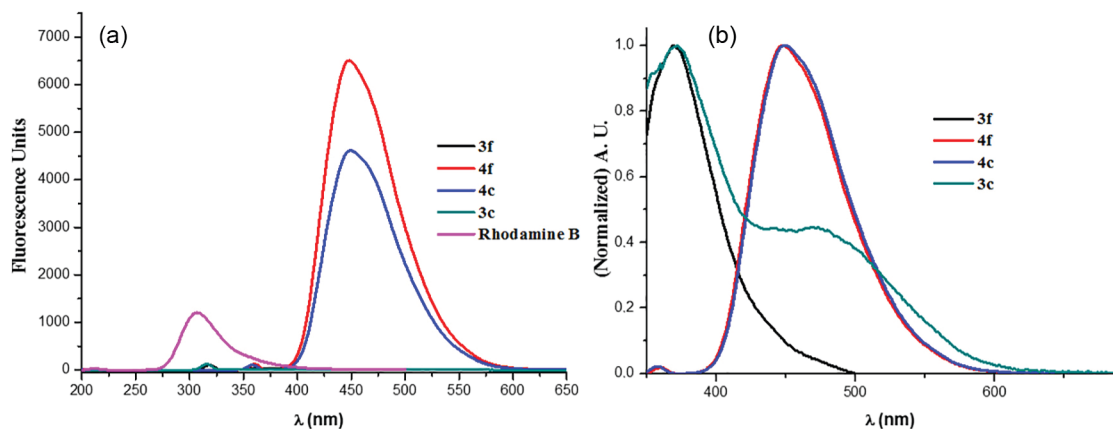 (a)
Fluorescence Units
7500
7000
6000
5000
4000
3000
2000
1000
0
200 250 300 350 400 450 500 550 600 650
λ (nm)
3f
4f
4c
3c
Rhodamine B
(b)
(Normalized) A. U.
1.0
0.8
0.6
0.4
0.2
0.0
400 450 500 600
λ (nm)
3f
4f
4c
3c